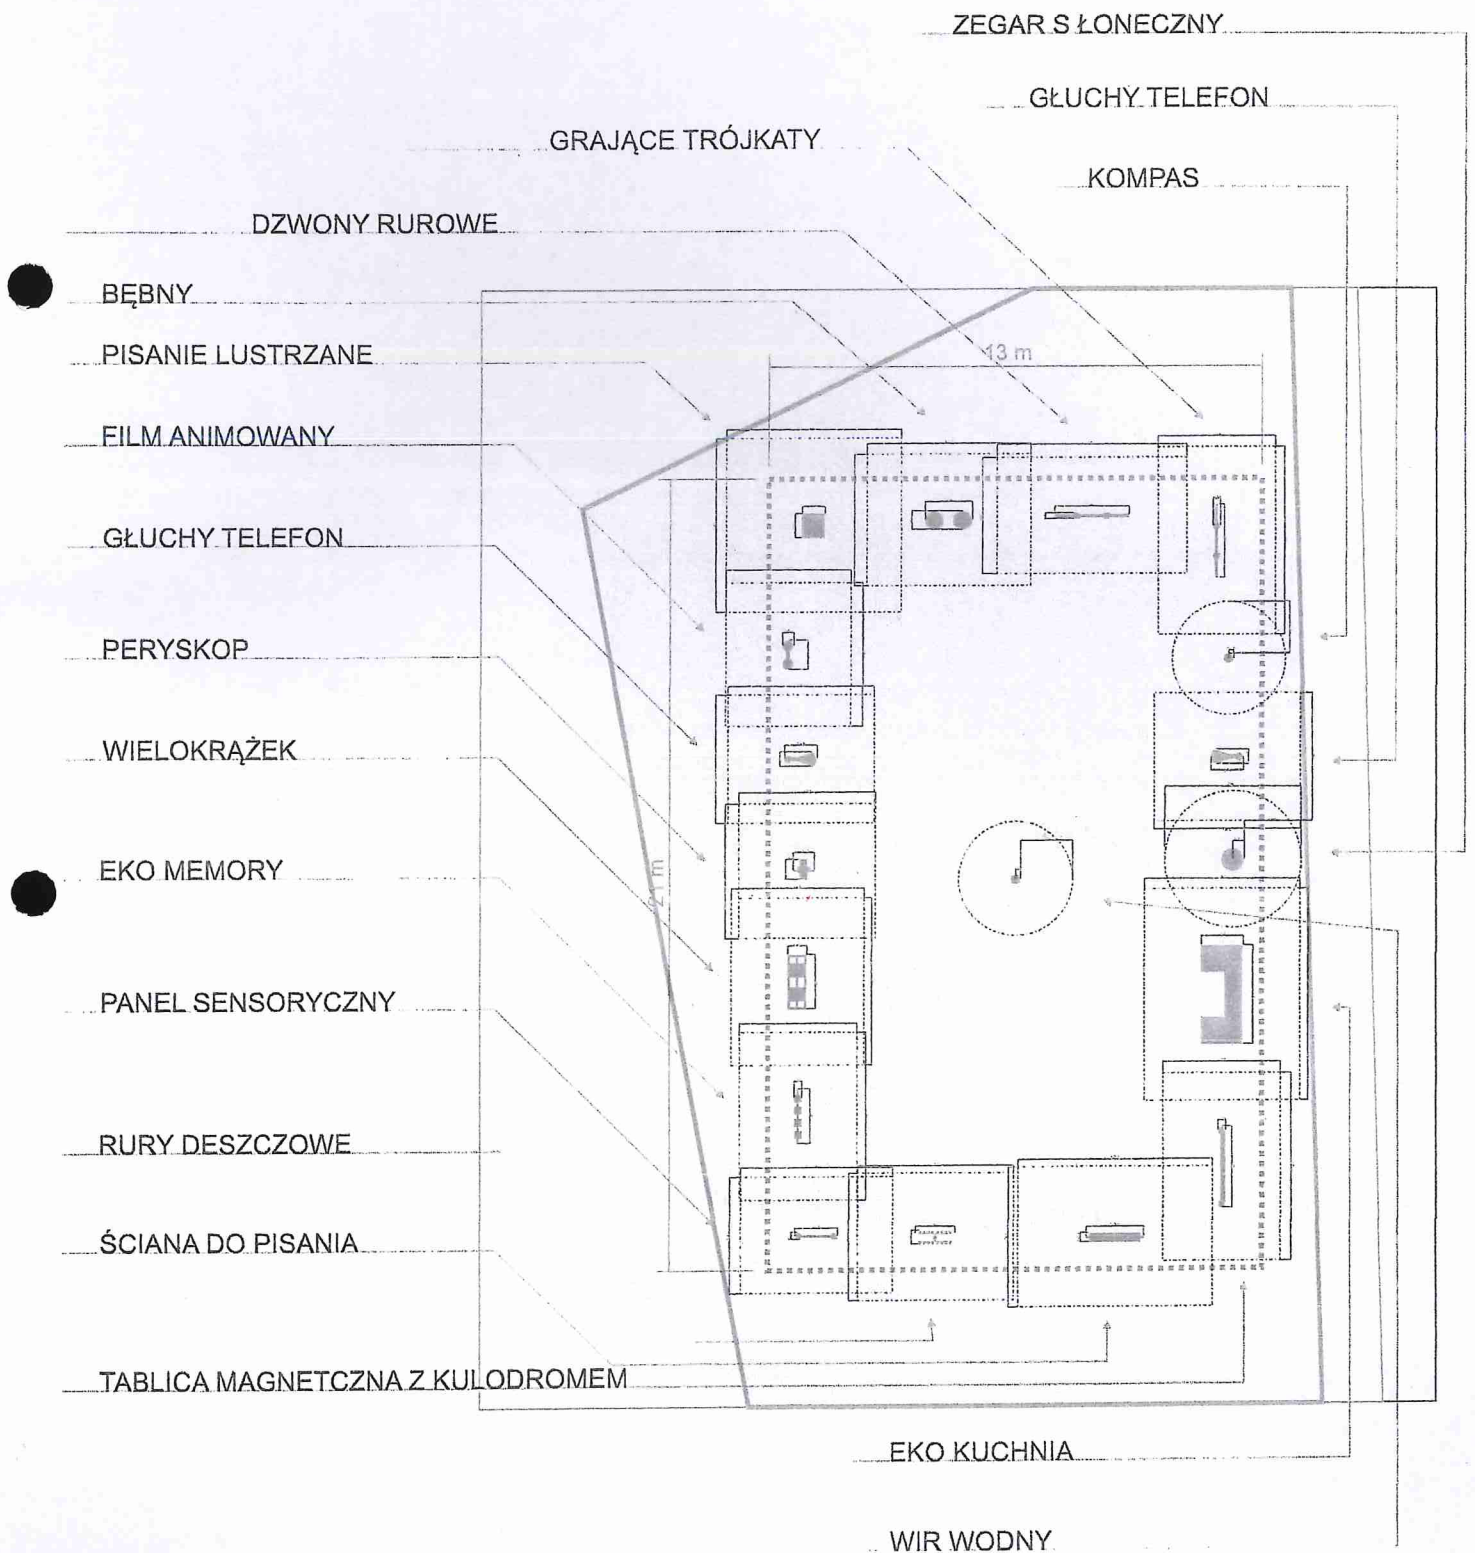 ZEGAR S ŁONECZNY
GŁUCHY TELEFON
GRAJĄCE TRÓJKATY
KOMPAS
DZWONY RUROWE
BĘBNY
PISANIE LUSTRZANE
13 m
FILM ANIMOWANY
GŁUCHY TELEFON
PERYSKOP
WIELOKRĄŻEK
EKO MEMORY
21 m
PANEL SENSORYCZNY
RURY DESZCZOWE
ŚCIANA DO PISANIA
TABLICA MAGNETCZNA Z KULODROMEM
EKO KUCHNIA
WIR WODNY